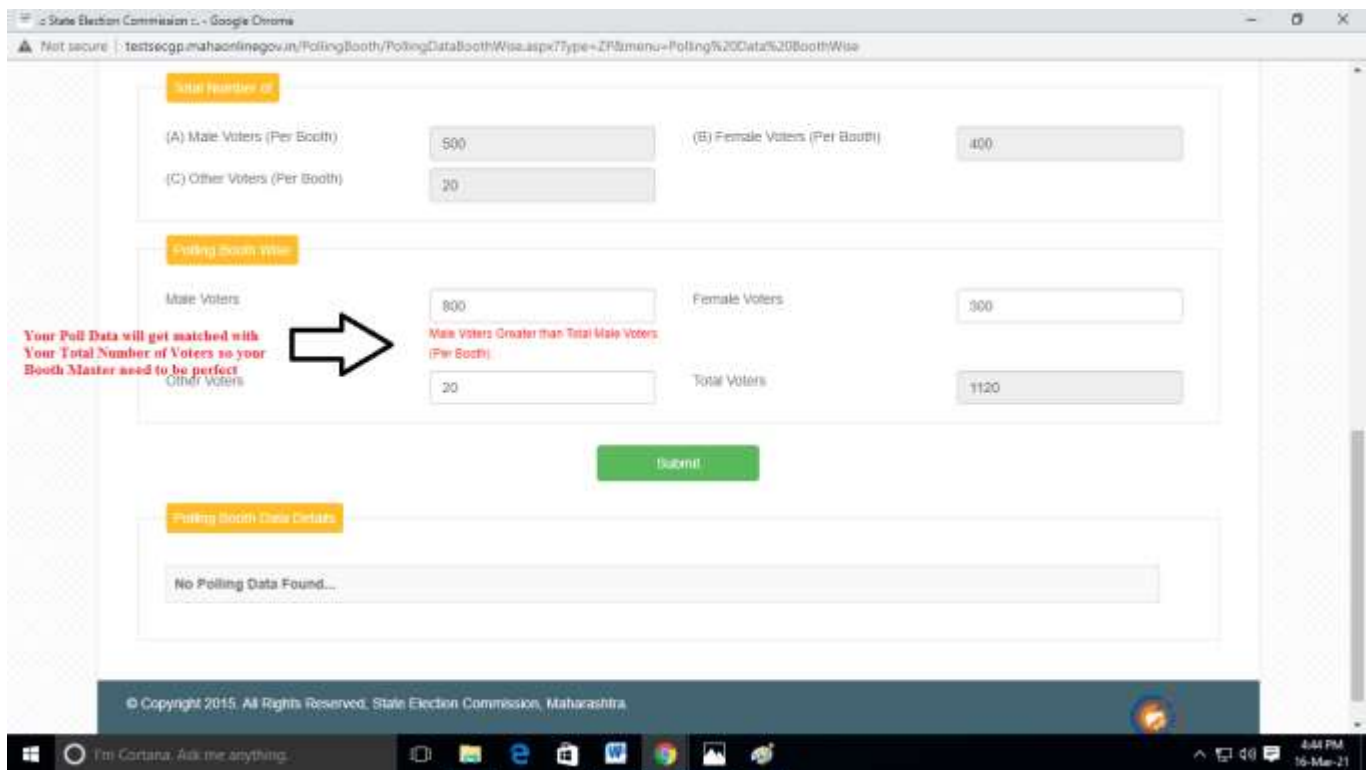 .: State Election Commission :. - Google Chrome
Not secure | testsecgp.mahaonlinegov.in/PollingBooth/PollingDataBoothWise.aspx?Type=ZP&menu=Polling%20Data%20BoothWise
Total Number of
(A) Male Voters (Per Booth) 500 (B) Female Voters (Per Booth) 400
(C) Other Voters (Per Booth) 20
Polling Booth Wise
Male Voters 800 Female Voters 300
Male Voters Greater than Total Male Voters
(Per Booth)
Your Poll Data will get matched with
Your Total Number of Voters so your
Booth Master need to be perfect
Other Voters 20 Total Voters 1120
Submit
Polling Booth Data Details
No Polling Data Found...
© Copyright 2015. All Rights Reserved, State Election Commission, Maharashtra.
I'm Cortana. Ask me anything.
4:44 PM
16-Mar-21